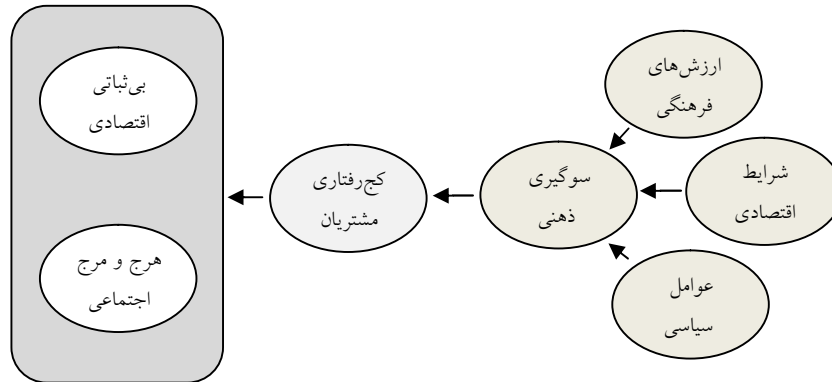 ارزش‌های
فرهنگی
شرایط
اقتصادی
عوامل
سیاسی
سوگیری
ذهنی
کج‌رفتاری
مشتریان
بی‌ثباتی
اقتصادی
هرج و مرج
اجتماعی